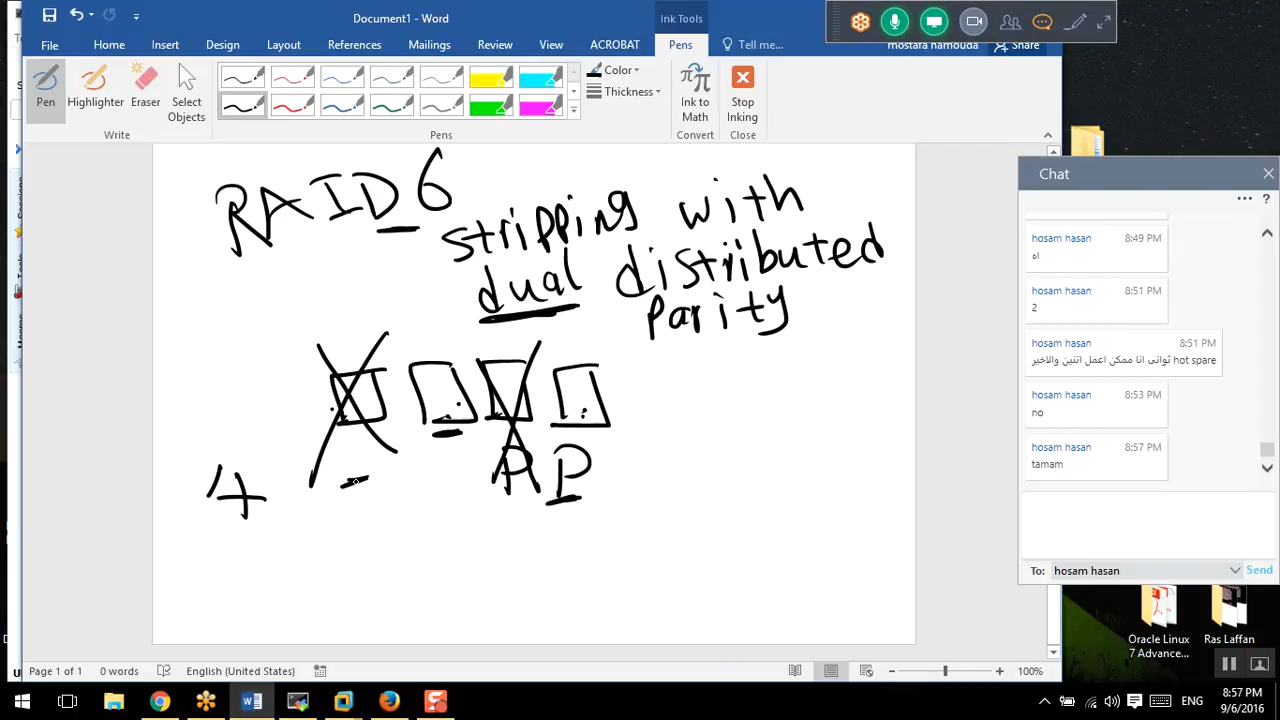 Document1 - Word
Ink Tools
File
Home
Insert
Design
Layout
References
Mailings
Review
View
ACROBAT
Pens
Tell me...
mostafa hamouda
Share
Pen
Highlighter
Eraser
Select
Objects
Color
Thickness
Ink to
Math
Stop
Inking
Write
Pens
Convert
Close
RAID 6
stripping with
dual distributed
parity
4
P P
Chat
hosam hasan 8:49 PM
اه
hosam hasan 8:51 PM
2
hosam hasan 8:51 PM
ثوانى انا ممكن اعمل اتنين والاخير hot spare
hosam hasan 8:53 PM
no
hosam hasan 8:57 PM
tamam
To: hosam hasan Send
Oracle Linux
7 Advance...
Ras Laffan
Page 1 of 1 0 words English (United States) 100%
ENG
8:57 PM
9/6/2016